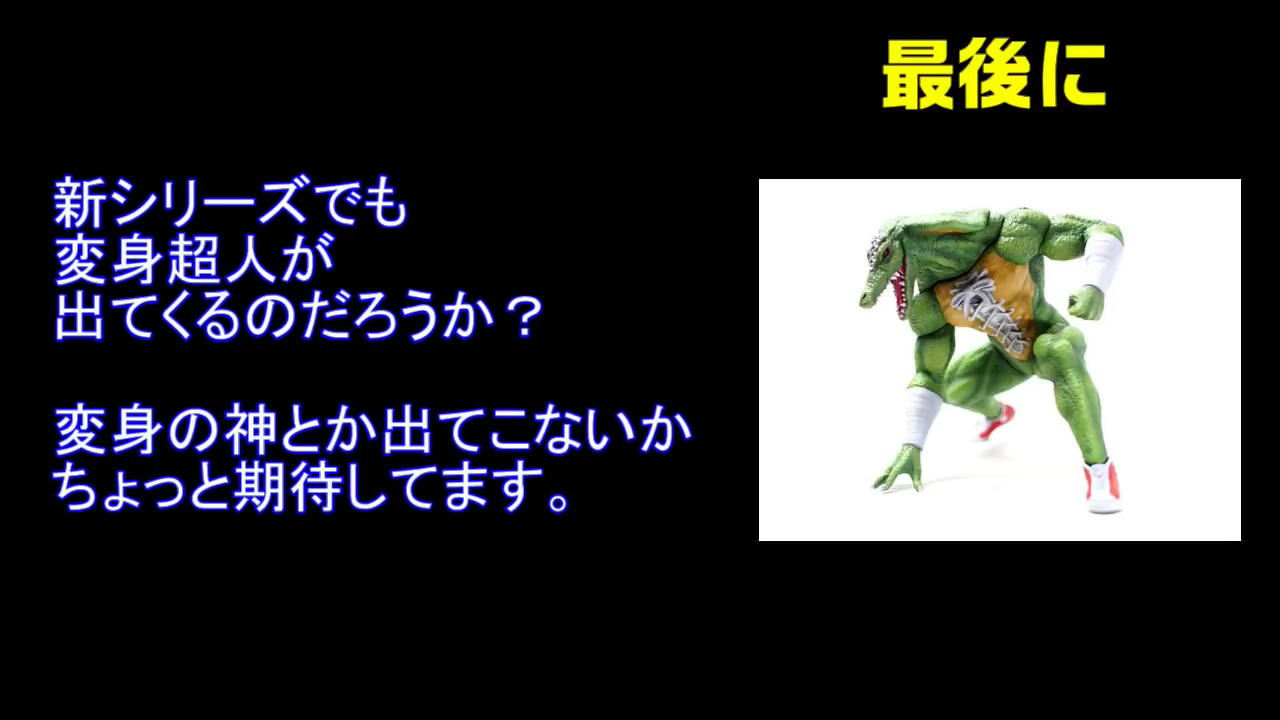 最後に
新シリーズでも
変身超人が
出てくるのだろうか？
変身の神とか出てこないか
ちょっと期待してます。